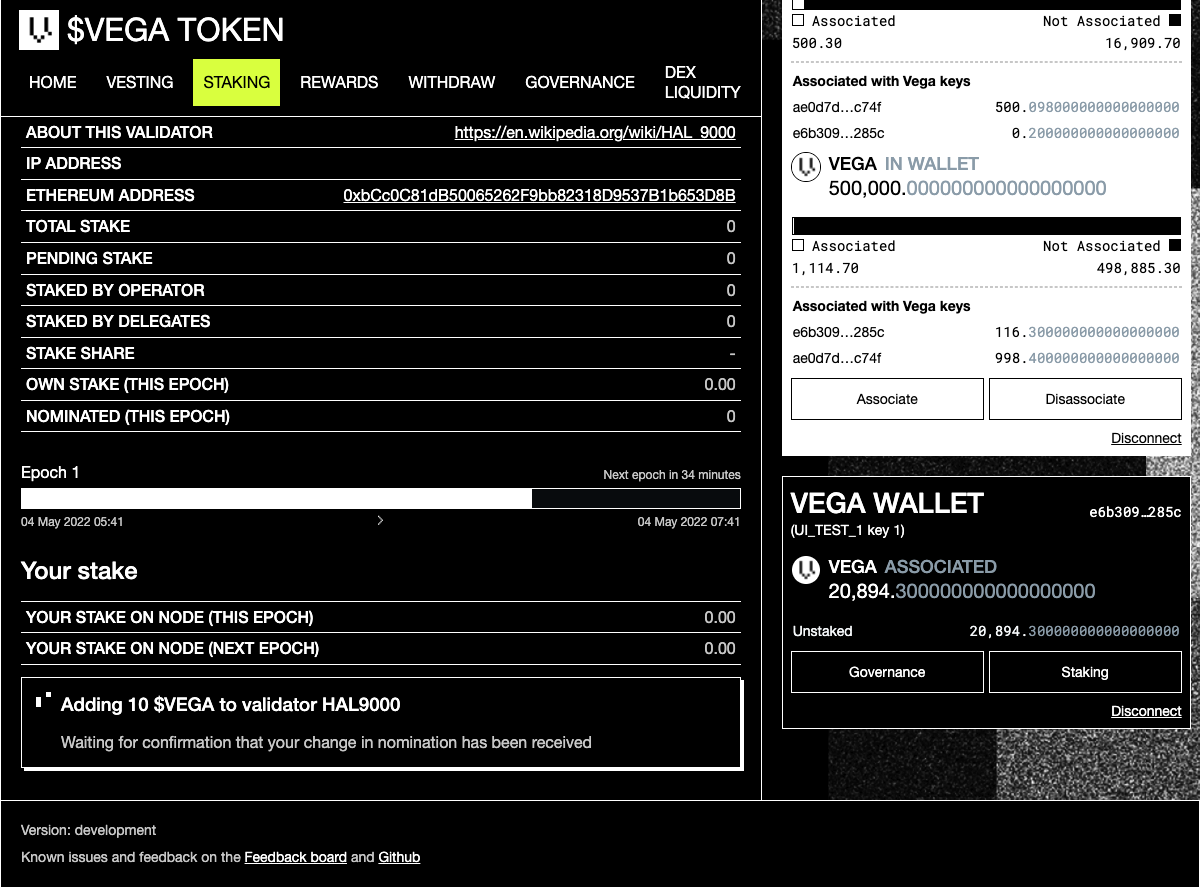 $VEGA TOKEN
HOME VESTING STAKING REWARDS WITHDRAW GOVERNANCE DEX LIQUIDITY
ABOUT THIS VALIDATOR https://en.wikipedia.org/wiki/HAL_9000
IP ADDRESS
ETHEREUM ADDRESS 0xbCc0C81dB50065262F9bb82318D9537B1b653D8B
TOTAL STAKE 0
PENDING STAKE 0
STAKED BY OPERATOR 0
STAKED BY DELEGATES 0
STAKE SHARE -
OWN STAKE (THIS EPOCH) 0.00
NOMINATED (THIS EPOCH) 0
Epoch 1 Next epoch in 34 minutes
04 May 2022 05:41 > 04 May 2022 07:41
Your stake
YOUR STAKE ON NODE (THIS EPOCH) 0.00
YOUR STAKE ON NODE (NEXT EPOCH) 0.00
Adding 10 $VEGA to validator HAL9000
Waiting for confirmation that your change in nomination has been received
Associated Not Associated
500.30 16,909.70
Associated with Vega keys
ae0d7d…c74f 500.098000000000000000
e6b309…285c 0.200000000000000000
VEGA IN WALLET
500,000.000000000000000000
Associated Not Associated
1,114.70 498,885.30
Associated with Vega keys
e6b309…285c 116.300000000000000000
ae0d7d…c74f 998.400000000000000000
Associate Disassociate
Disconnect
VEGA WALLET e6b309…285c
(UI_TEST_1 key 1)
VEGA ASSOCIATED
20,894.300000000000000000
Unstaked 20,894.300000000000000000
Governance Staking
Disconnect
Version: development
Known issues and feedback on the Feedback board and Github